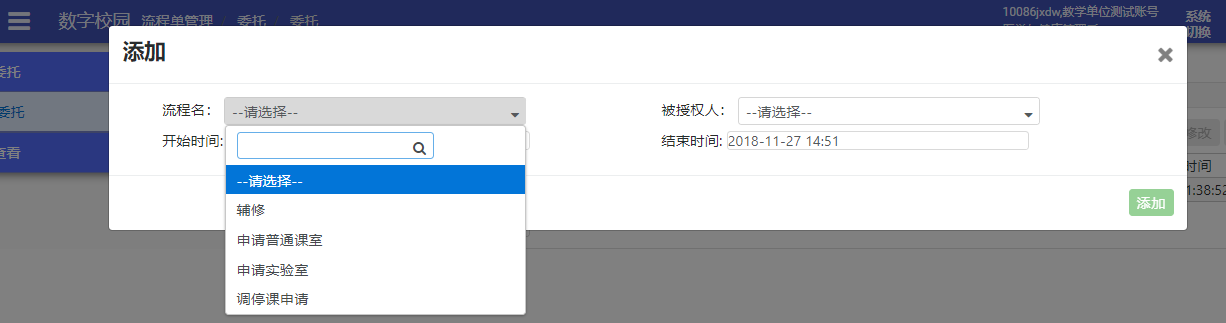 数字校园 流程单管理 / 委托 / 委托
10086jxdw,教学单位测试账号
系统
切换
添加
委托
委托
查看
流程名: --请选择--
被授权人: --请选择--
开始时间:
结束时间: 2018-11-27 14:51
--请选择--
辅修
申请普通课室
申请实验室
调停课申请
添加
修改
时间
1:38:52